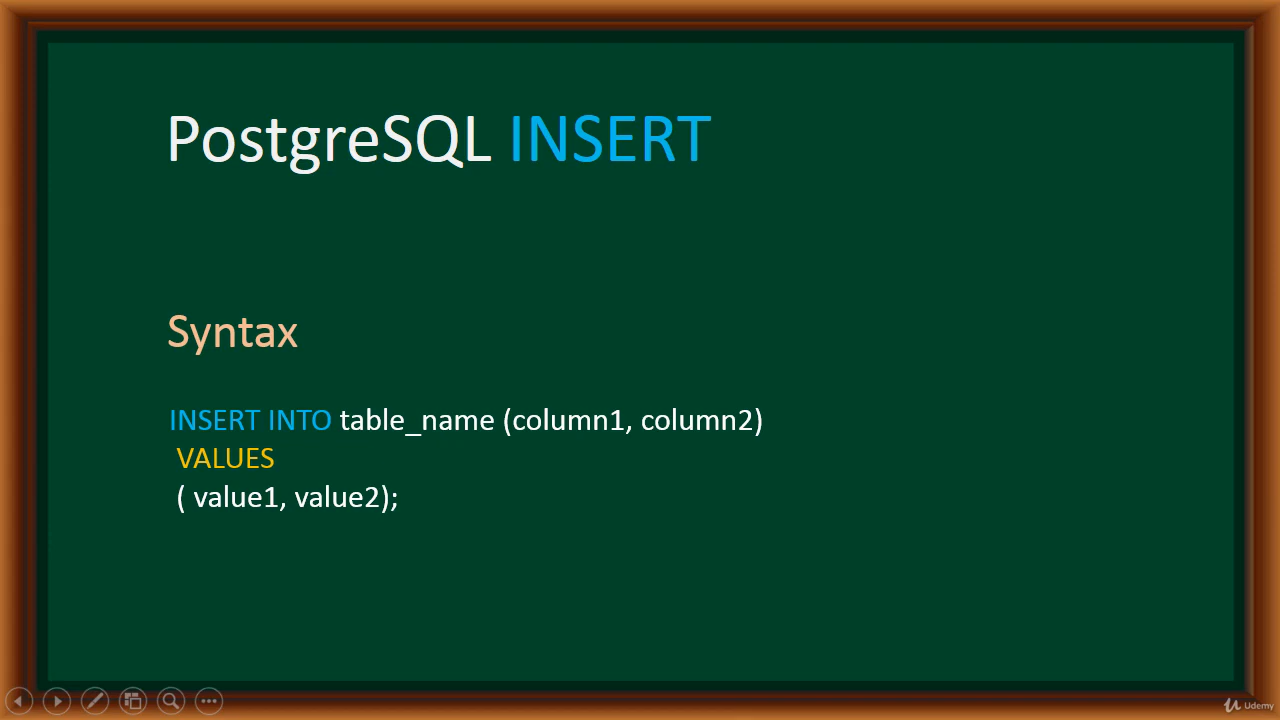 PostgreSQL INSERT
Syntax
INSERT INTO table_name (column1, column2)
VALUES
( value1, value2);
Udemy